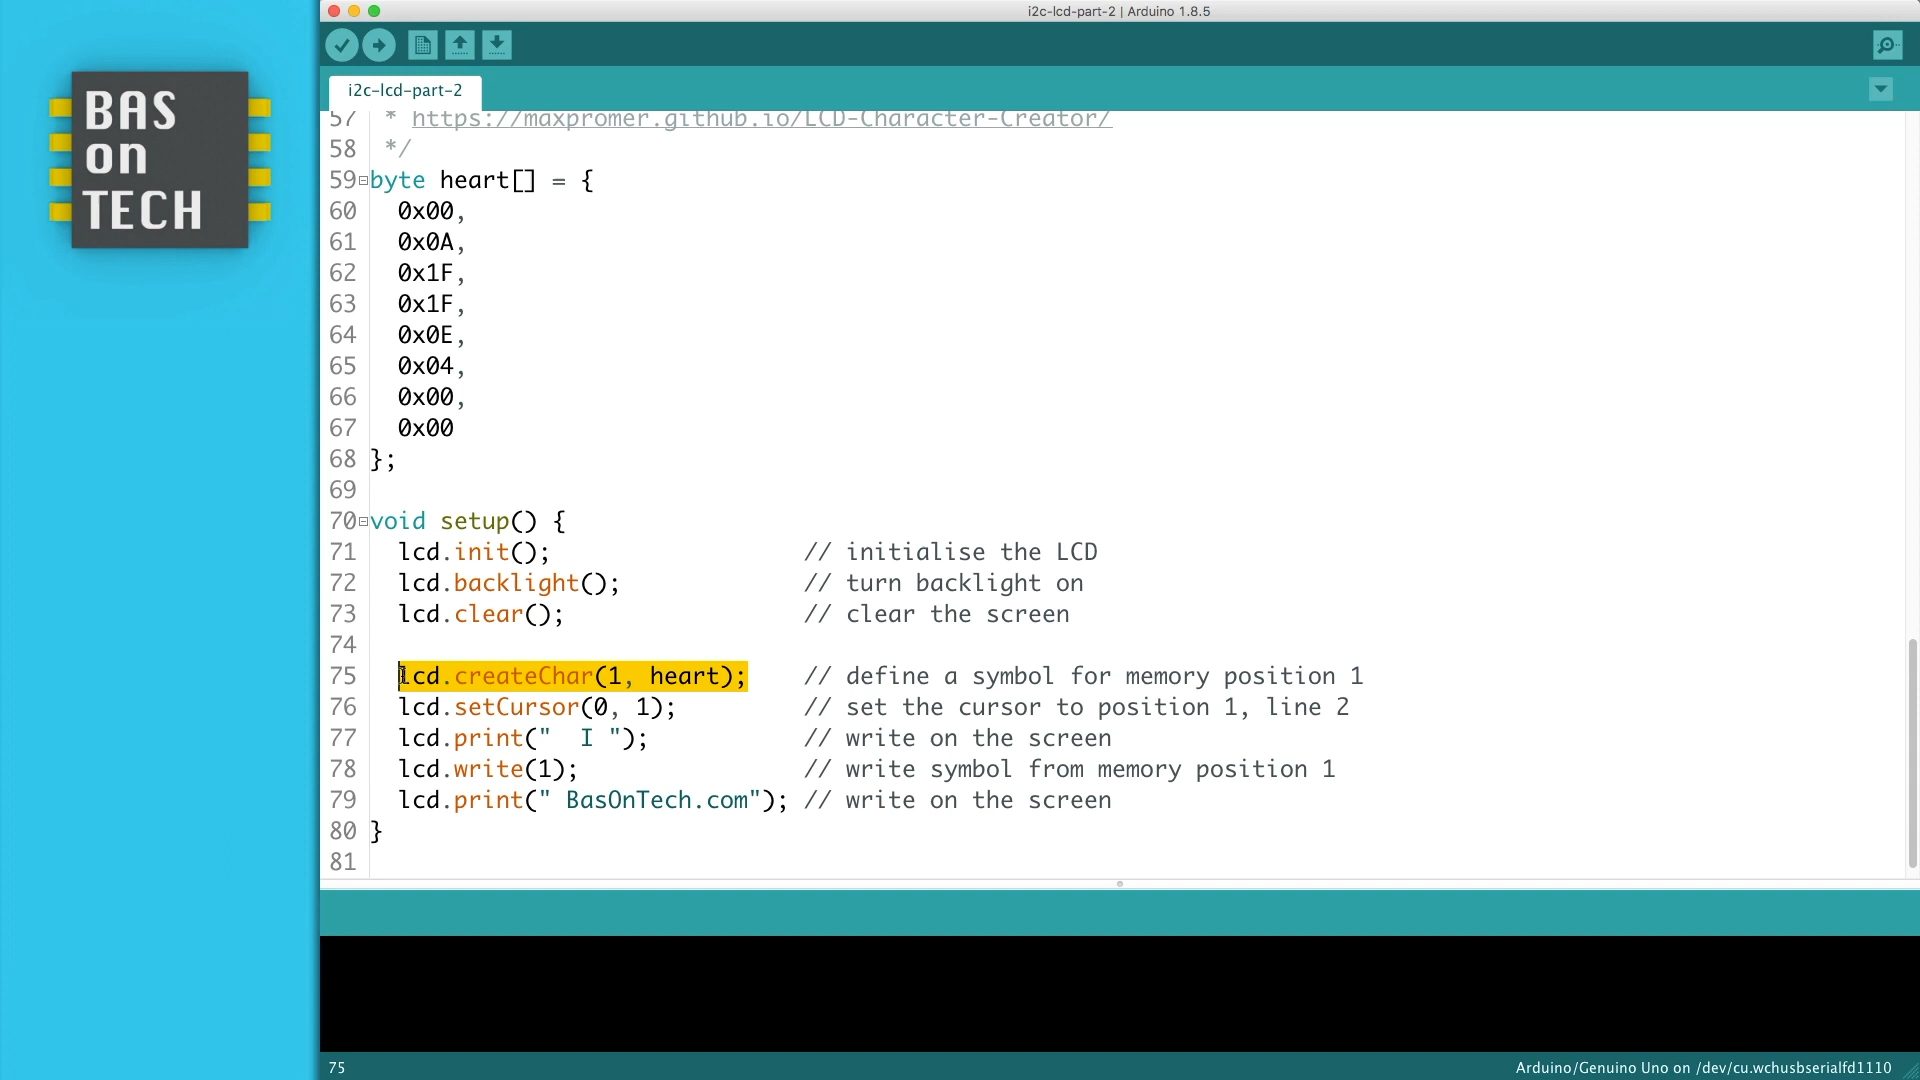 i2c-lcd-part-2 | Arduino 1.8.5
BAS
on
TECH
i2c-lcd-part-2
57 * https://maxpromer.github.io/LCD-Character-Creator/
58 */
59 byte heart[] = {
60 0x00,
61 0x0A,
62 0x1F,
63 0x1F,
64 0x0E,
65 0x04,
66 0x00,
67 0x00
68 };
69
70 void setup() {
71 lcd.init(); // initialise the LCD
72 lcd.backlight(); // turn backlight on
73 lcd.clear(); // clear the screen
74
75 lcd.createChar(1, heart); // define a symbol for memory position 1
76 lcd.setCursor(0, 1); // set the cursor to position 1, line 2
77 lcd.print("  I "); // write on the screen
78 lcd.write(1); // write symbol from memory position 1
79 lcd.print(" BasOnTech.com"); // write on the screen
80 }
81
75
Arduino/Genuino Uno on /dev/cu.wchusbserialfd1110